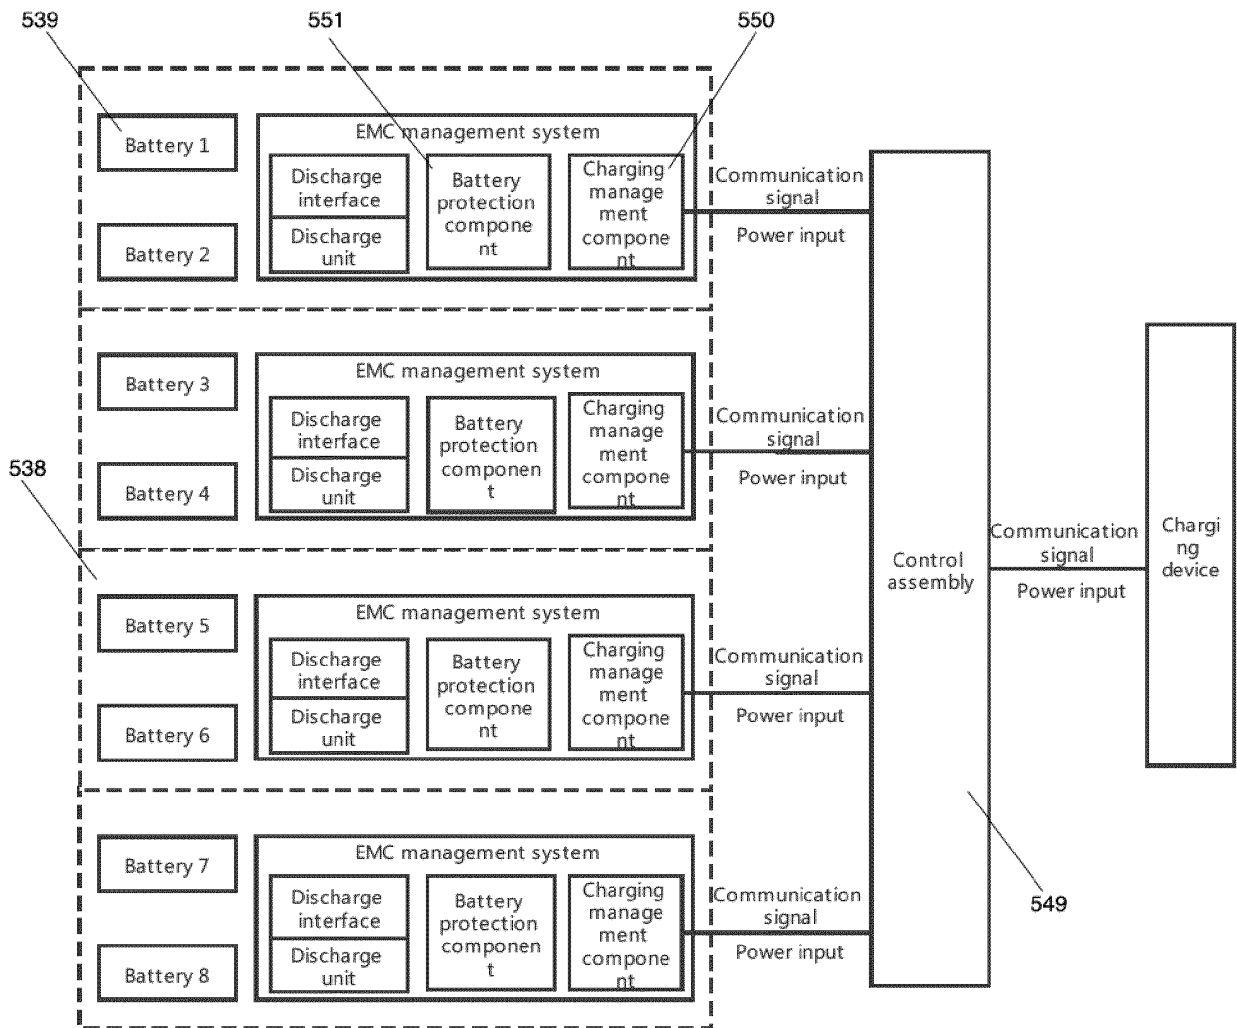 539
551
550
Battery 1
Battery 2
EMC management system
Discharge
interface
Discharge
unit
Battery
protection
compone
nt
Charging
manage
ment
compone
nt
Communication
signal
Power input
Battery 3
Battery 4
EMC management system
Discharge
interface
Discharge
unit
Battery
protection
componen
t
Charging
manage
ment
compone
nt
Communication
signal
Power input
538
Battery 5
Battery 6
EMC management system
Discharge
interface
Discharge
unit
Battery
protection
compone
nt
Charging
manage
ment
compone
nt
Communication
signal
Power input
Battery 7
Battery 8
EMC management system
Discharge
interface
Discharge
unit
Battery
protection
componen
t
Charging
manage
ment
compone
nt
Communication
signal
Power input
Control
assembly
549
Communication
signal
Power input
Chargi
ng
device